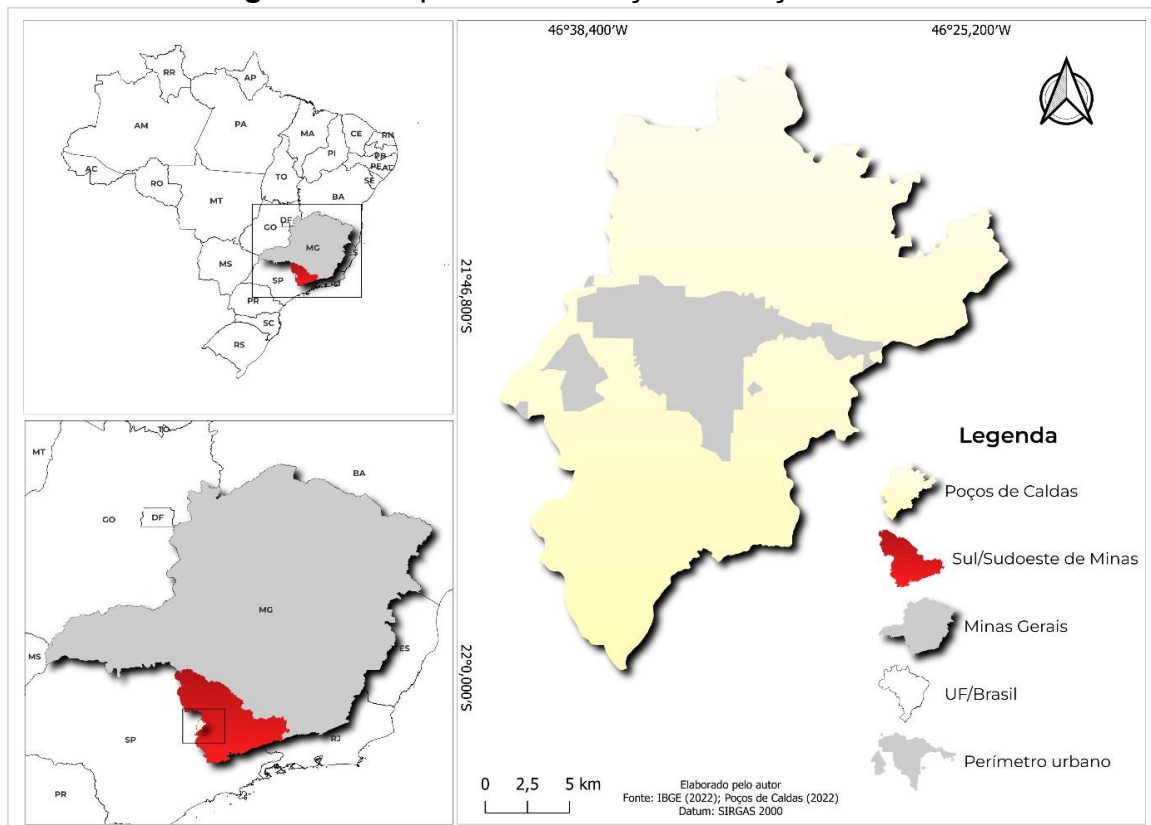 46°38,400'W
46°25,200'W
RR
AP
AM
PA
MA
CE
RN
PI
PB
PE
AL
AC
SE
TO
RO
BA
MT
DF
GO
MG
ES
MS
SP
RJ
PR
SC
RS
21°46,800'S
22°0,000'S
TO
MT
BA
GO
DF
MG
MS
ES
SP
RJ
PR
Legenda
Poços de Caldas
Sul/Sudoeste de Minas
Minas Gerais
UF/Brasil
Perímetro urbano
0 2,5 5 km
Elaborado pelo autor
Fonte: IBGE (2022); Poços de Caldas (2022)
Datum: SIRGAS 2000